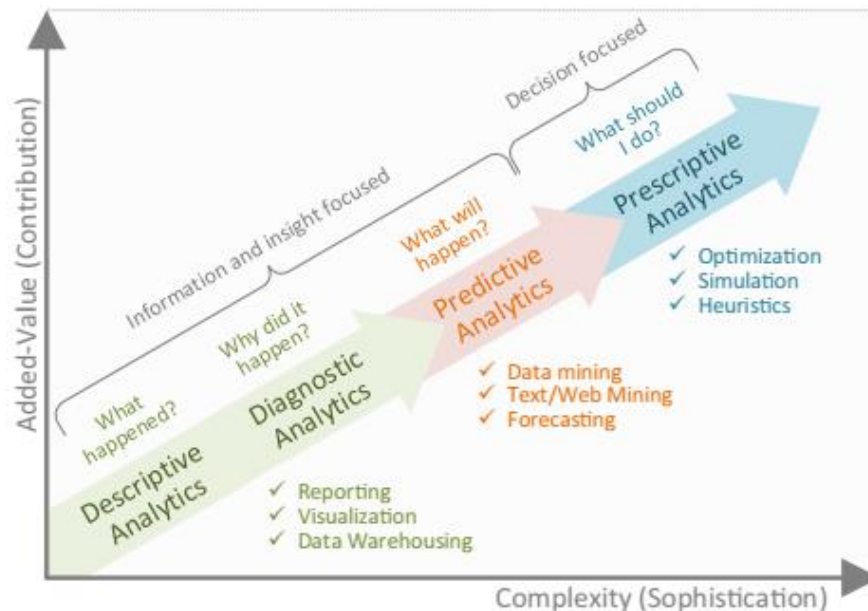 Added-Value (Contribution)
Decision focused
What should
I do?
Prescriptive
Analytics
✓ Optimization
✓ Simulation
✓ Heuristics
Information and insight focused
What will
happen?
Predictive
Analytics
✓ Data mining
✓ Text/Web Mining
✓ Forecasting
Why did it
happen?
Diagnostic
Analytics
What
happened?
Descriptive
Analytics
✓ Reporting
✓ Visualization
✓ Data Warehousing
Complexity (Sophistication)